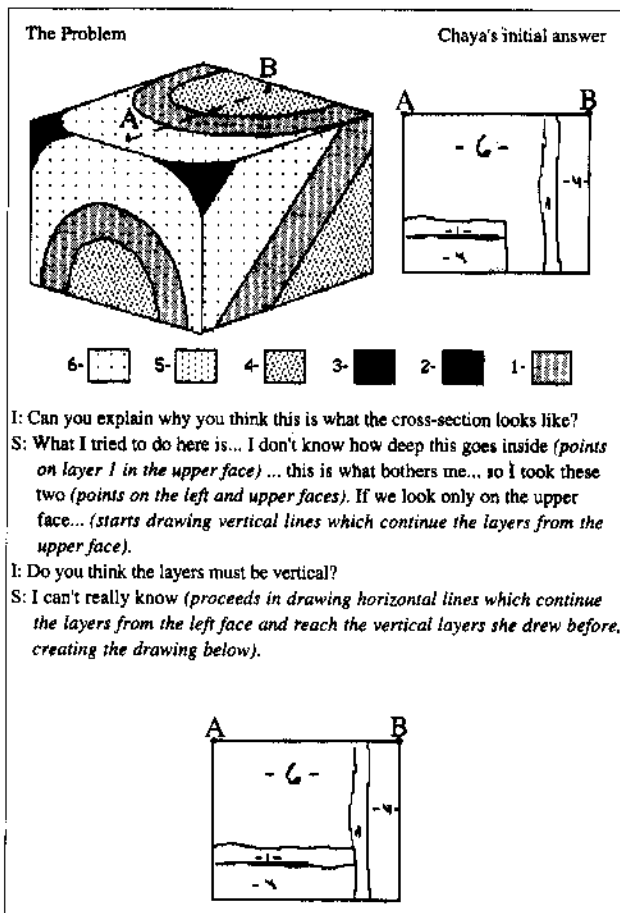 The Problem Chaya's initial answer
B
A
A B
- 6 -
-4-
1
-1-
- 4
6- 5- 4- 3- 2- 1-
I: Can you explain why you think this is what the cross-section looks like?
S: What I tried to do here is... I don't know how deep this goes inside (points
on layer 1 in the upper face) ... this is what bothers me... so I took these
two (points on the left and upper faces). If we look only on the upper
face... (starts drawing vertical lines which continue the layers from the
upper face).
I: Do you think the layers must be vertical?
S: I can't really know (proceeds in drawing horizontal lines which continue
the layers from the left face and reach the vertical layers she drew before,
creating the drawing below).
A B
- 6 -
-4-
1
-1-
- 4